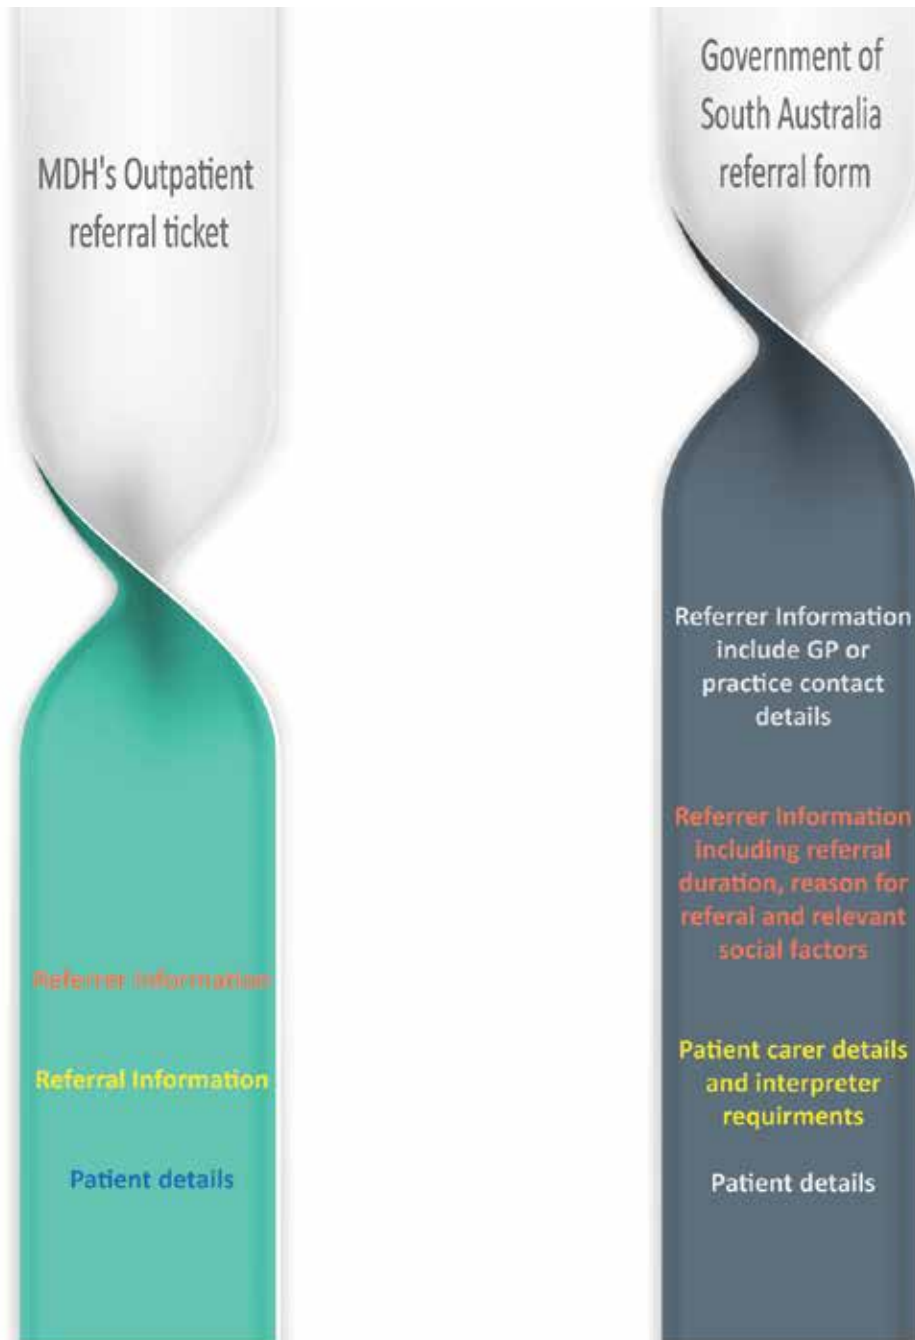 MDH's Outpatient
referral ticket
Referrer Information
Referral Information
Patient details
Government of
South Australia
referral form
Referrer Information
include GP or
practice contact
details
Referrer Information
including referral
duration, reason for
referal and relevant
social factors
Patient carer details
and interpreter
requirments
Patient details